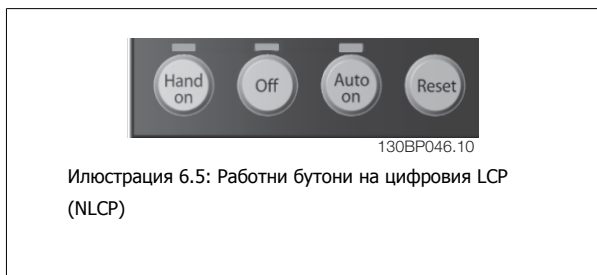 Hand on
Off
Auto on
Reset
130BP046.10
Илюстрация 6.5: Работни бутони на цифровия LCP
(NLCP)